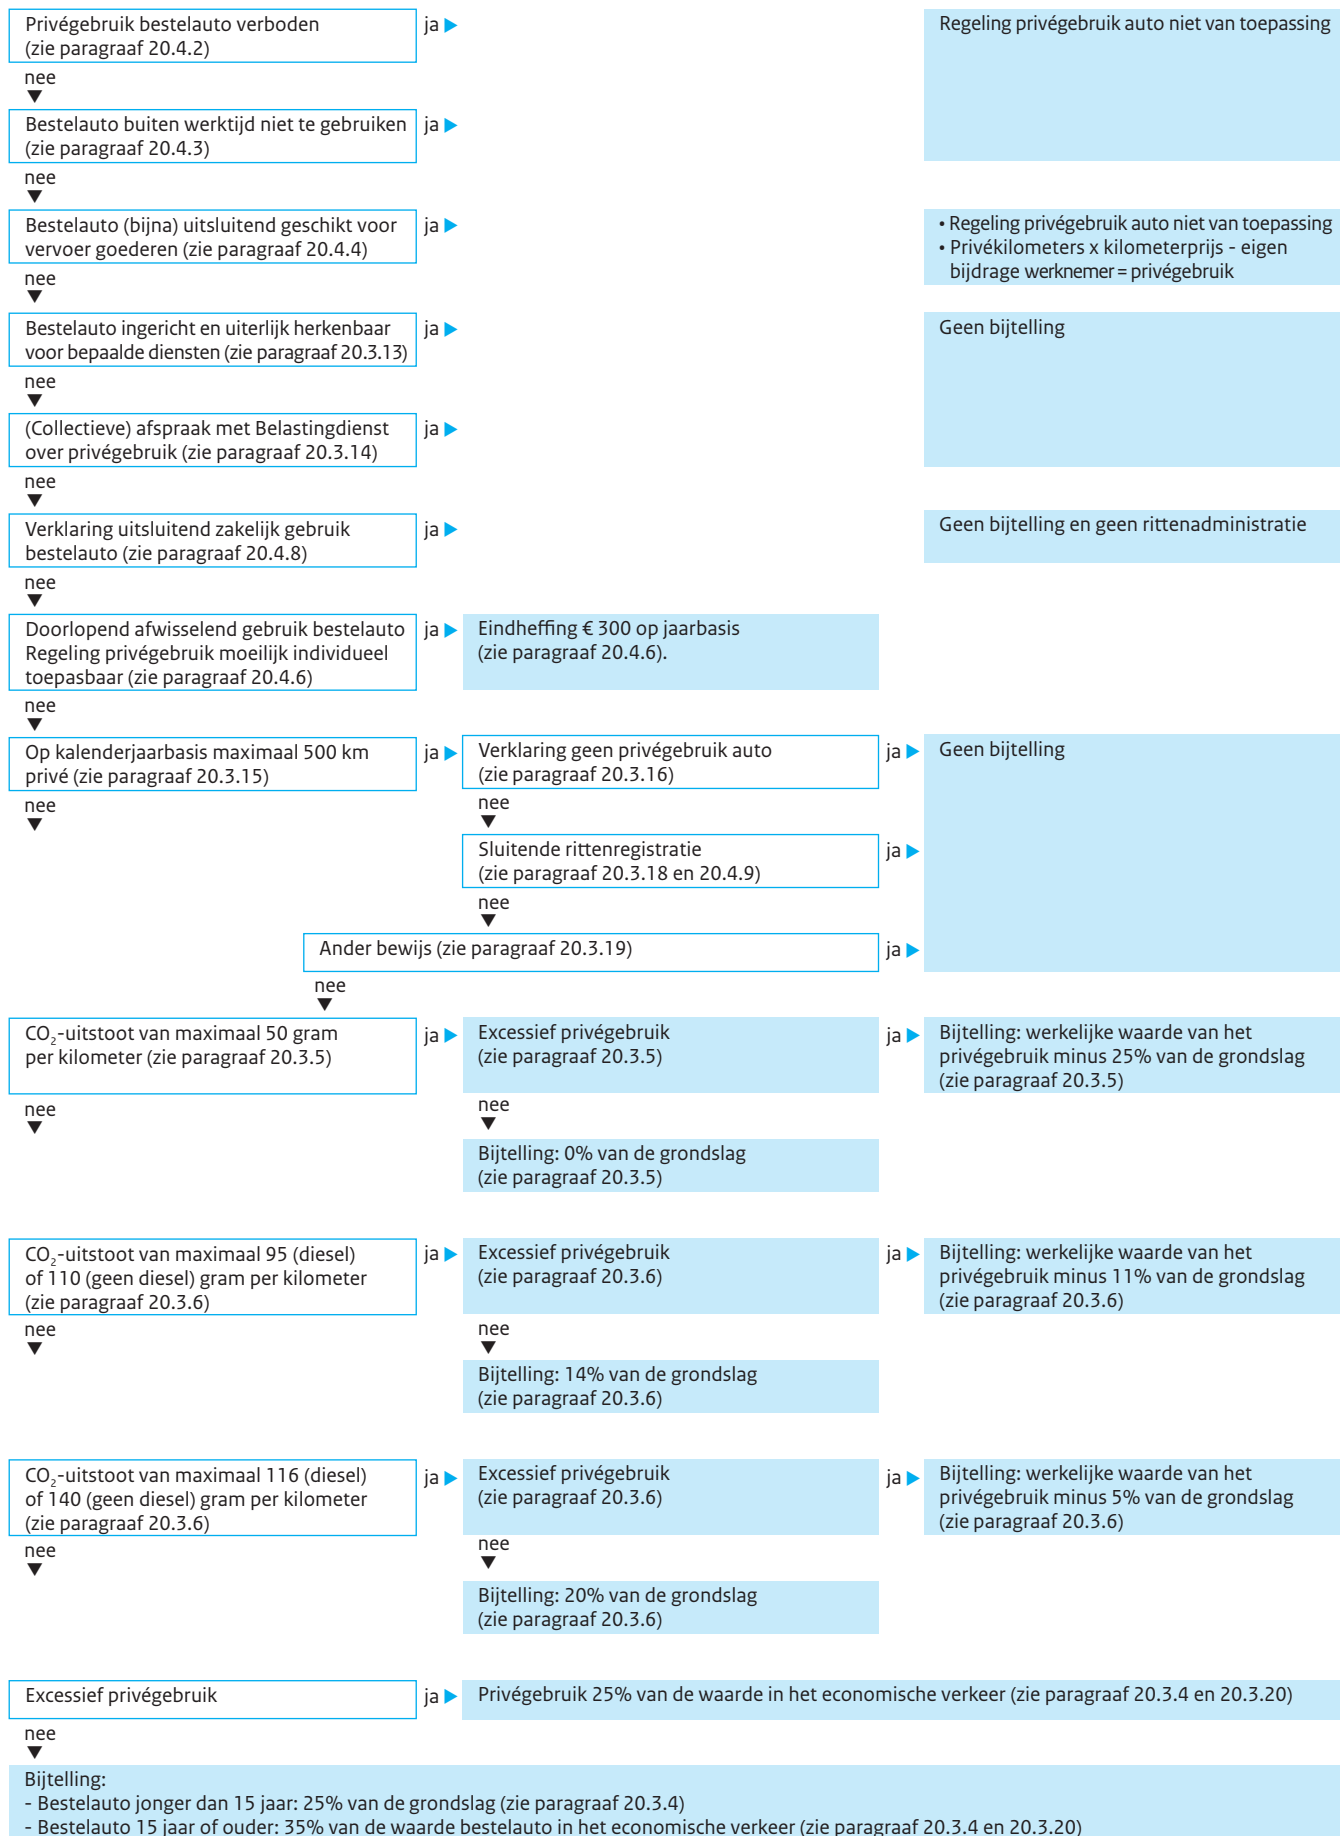 Privégebruik bestelauto verboden
(zie paragraaf 20.4.2)
ja
Regeling privégebruik auto niet van toepassing
nee
Bestelauto buiten werktijd niet te gebruiken
(zie paragraaf 20.4.3)
ja
nee
Bestelauto (bijna) uitsluitend geschikt voor
vervoer goederen (zie paragraaf 20.4.4)
ja
• Regeling privégebruik auto niet van toepassing
• Privékilometers x kilometerprijs - eigen
bijdrage werknemer = privégebruik
nee
Bestelauto ingericht en uiterlijk herkenbaar
voor bepaalde diensten (zie paragraaf 20.3.13)
ja
Geen bijtelling
nee
(Collectieve) afspraak met Belastingdienst
over privégebruik (zie paragraaf 20.3.14)
ja
nee
Verklaring uitsluitend zakelijk gebruik
bestelauto (zie paragraaf 20.4.8)
ja
Geen bijtelling en geen rittenadministratie
nee
Doorlopend afwisselend gebruik bestelauto
Regeling privégebruik moeilijk individueel
toepasbaar (zie paragraaf 20.4.6)
ja
Eindheffing € 300 op jaarbasis
(zie paragraaf 20.4.6).
nee
Op kalenderjaarbasis maximaal 500 km
privé (zie paragraaf 20.3.15)
ja
Verklaring geen privégebruik auto
(zie paragraaf 20.3.16)
ja
Geen bijtelling
nee
nee
Sluitende rittenregistratie
(zie paragraaf 20.3.18 en 20.4.9)
ja
nee
Ander bewijs (zie paragraaf 20.3.19)
ja
nee
CO₂-uitstoot van maximaal 50 gram
per kilometer (zie paragraaf 20.3.5)
ja
Excessief privégebruik
(zie paragraaf 20.3.5)
ja
Bijtelling: werkelijke waarde van het
privégebruik minus 25% van de grondslag
(zie paragraaf 20.3.5)
nee
nee
Bijtelling: 0% van de grondslag
(zie paragraaf 20.3.5)
CO₂-uitstoot van maximaal 95 (diesel)
of 110 (geen diesel) gram per kilometer
(zie paragraaf 20.3.6)
ja
Excessief privégebruik
(zie paragraaf 20.3.6)
ja
Bijtelling: werkelijke waarde van het
privégebruik minus 11% van de grondslag
(zie paragraaf 20.3.6)
nee
nee
Bijtelling: 14% van de grondslag
(zie paragraaf 20.3.6)
CO₂-uitstoot van maximaal 116 (diesel)
of 140 (geen diesel) gram per kilometer
(zie paragraaf 20.3.6)
ja
Excessief privégebruik
(zie paragraaf 20.3.6)
ja
Bijtelling: werkelijke waarde van het
privégebruik minus 5% van de grondslag
(zie paragraaf 20.3.6)
nee
nee
Bijtelling: 20% van de grondslag
(zie paragraaf 20.3.6)
Excessief privégebruik
ja
Privégebruik 25% van de waarde in het economische verkeer (zie paragraaf 20.3.4 en 20.3.20)
nee
Bijtelling:
- Bestelauto jonger dan 15 jaar: 25% van de grondslag (zie paragraaf 20.3.4)
- Bestelauto 15 jaar of ouder: 35% van de waarde bestelauto in het economische verkeer (zie paragraaf 20.3.4 en 20.3.20)